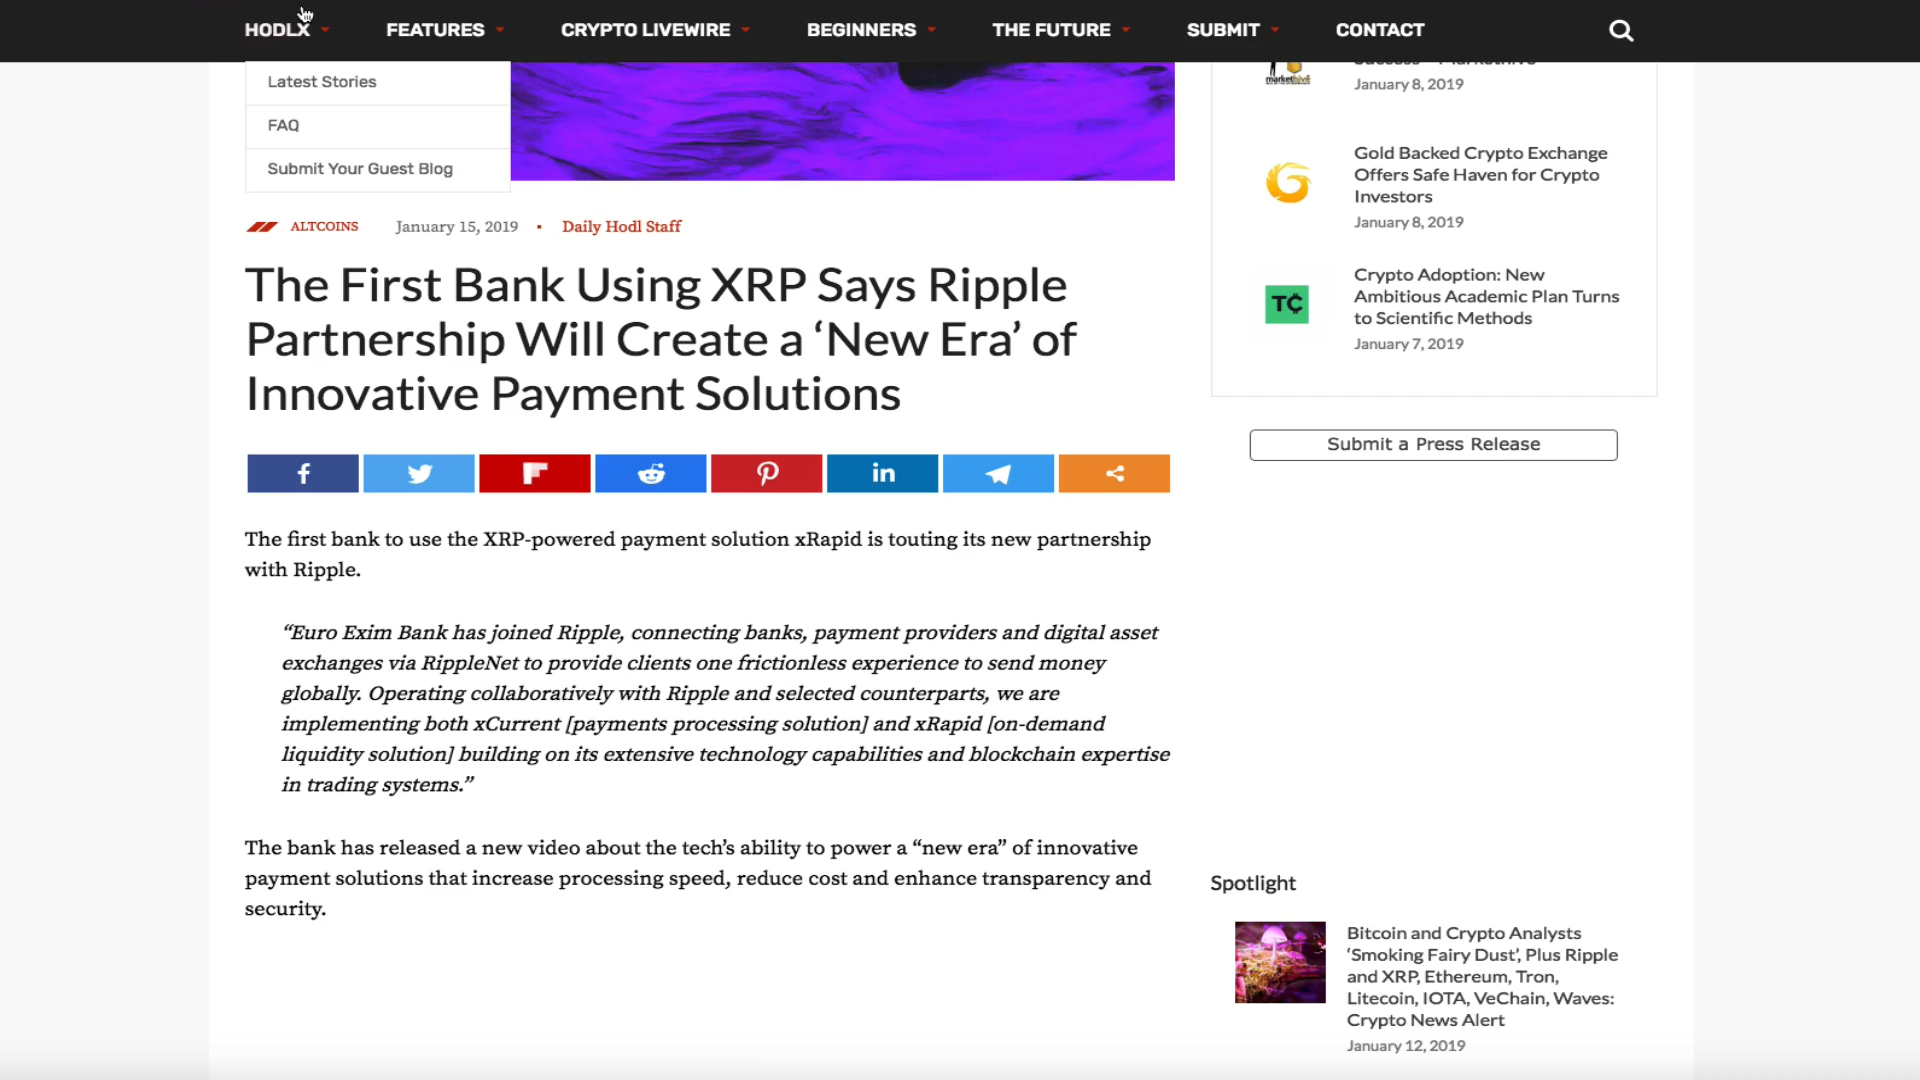 HODLX FEATURES CRYPTO LIVEWIRE BEGINNERS THE FUTURE SUBMIT CONTACT
Latest Stories
FAQ
Submit Your Guest Blog
ALTCOINS January 15, 2019 • Daily Hodl Staff
The First Bank Using XRP Says Ripple
Partnership Will Create a ‘New Era’ of
Innovative Payment Solutions
The first bank to use the XRP-powered payment solution xRapid is touting its new partnership
with Ripple.
“Euro Exim Bank has joined Ripple, connecting banks, payment providers and digital asset
exchanges via RippleNet to provide clients one frictionless experience to send money
globally. Operating collaboratively with Ripple and selected counterparts, we are
implementing both xCurrent [payments processing solution] and xRapid [on-demand
liquidity solution] building on its extensive technology capabilities and blockchain expertise
in trading systems.”
The bank has released a new video about the tech’s ability to power a “new era” of innovative
payment solutions that increase processing speed, reduce cost and enhance transparency and
security.
markethive
January 8, 2019
Gold Backed Crypto Exchange
Offers Safe Haven for Crypto
Investors
January 8, 2019
TC
Crypto Adoption: New
Ambitious Academic Plan Turns
to Scientific Methods
January 7, 2019
Submit a Press Release
Spotlight
Bitcoin and Crypto Analysts
‘Smoking Fairy Dust’, Plus Ripple
and XRP, Ethereum, Tron,
Litecoin, IOTA, VeChain, Waves:
Crypto News Alert
January 12, 2019